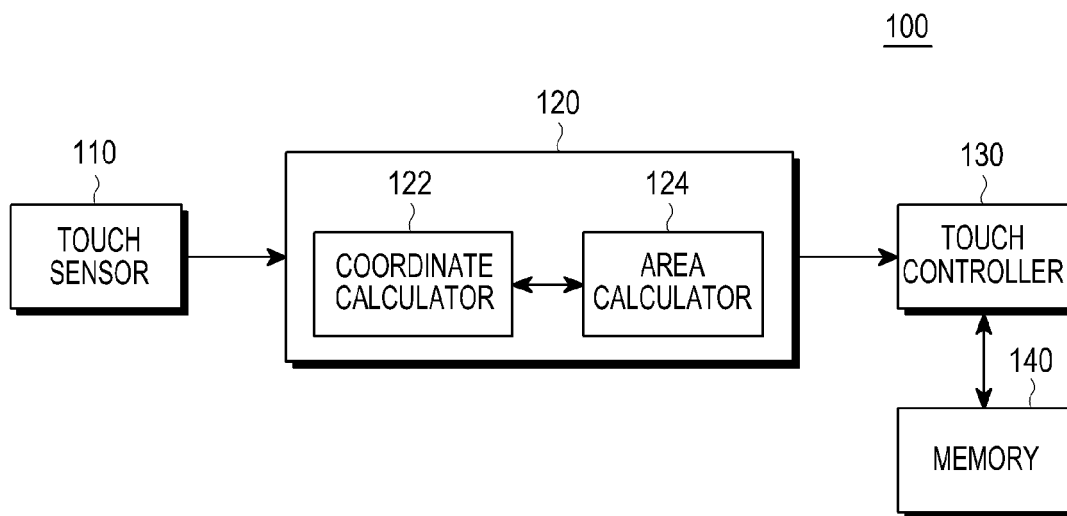 100
120
110
122
124
130
TOUCH
SENSOR
COORDINATE
CALCULATOR
AREA
CALCULATOR
TOUCH
CONTROLLER
140
MEMORY